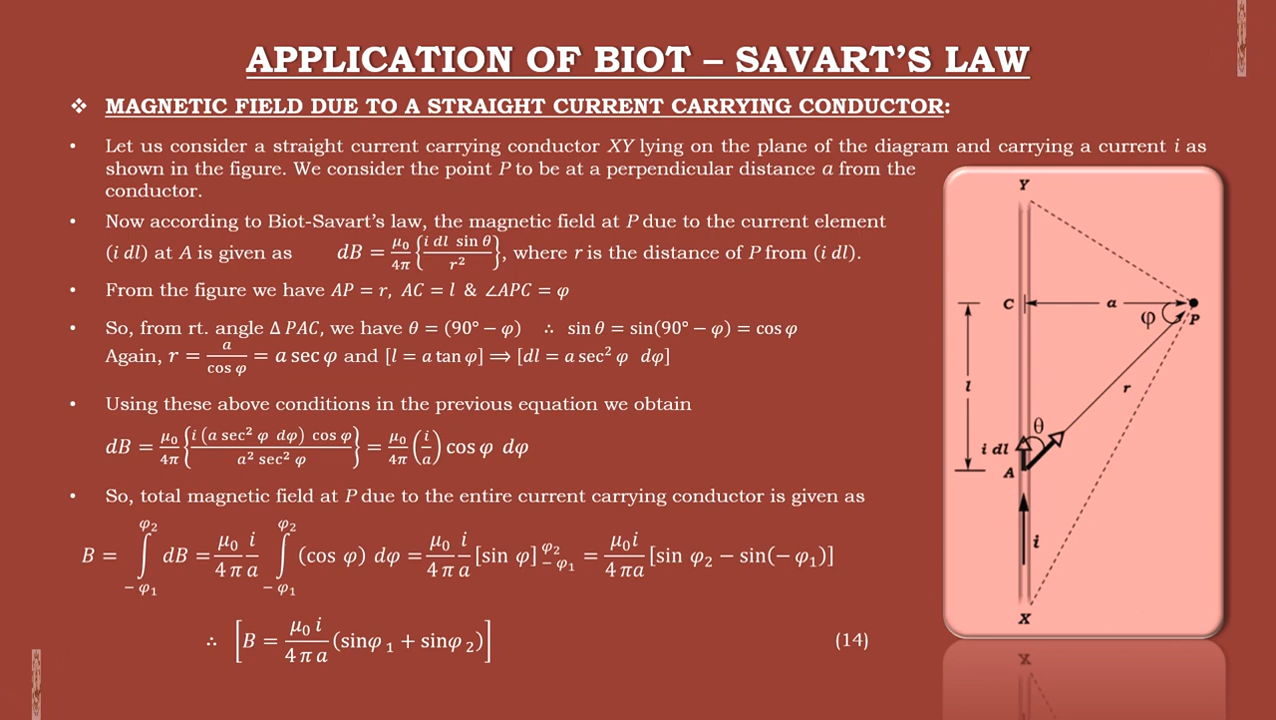 APPLICATION OF BIOT – SAVART'S LAW
❖ MAGNETIC FIELD DUE TO A STRAIGHT CURRENT CARRYING CONDUCTOR:
• Let us consider a straight current carrying conductor XY lying on the plane of the diagram and carrying a current i as
shown in the figure. We consider the point P to be at a perpendicular distance a from the
conductor.
• Now according to Biot-Savart's law, the magnetic field at P due to the current element
(i dl) at A is given as dB = μ₀/4π {i dl sin θ / r²}, where r is the distance of P from (i dl).
• From the figure we have AP = r, AC = l & ∠APC = φ
• So, from rt. angle Δ PAC, we have θ = (90° − φ) ∴ sin θ = sin(90° − φ) = cos φ
Again, r = a/cos φ = a sec φ and [l = a tan φ] ⟹ [dl = a sec² φ dφ]
• Using these above conditions in the previous equation we obtain
dB = μ₀/4π {i (a sec² φ dφ) cos φ / a² sec² φ} = μ₀/4π (i/a) cos φ dφ
• So, total magnetic field at P due to the entire current carrying conductor is given as
B = ∫_{−φ₁}^{φ₂} dB = μ₀/4π i/a ∫_{−φ₁}^{φ₂} (cos φ) dφ = μ₀/4π i/a [sin φ]_{−φ₁}^{φ₂} = μ₀i/4πa [sin φ₂ − sin(− φ₁)]
∴ [B = μ₀ i/4 π a (sinφ₁ + sinφ₂)] (14)
Y
C
a
φ
P
l
r
θ
i dl
A
i
X
X